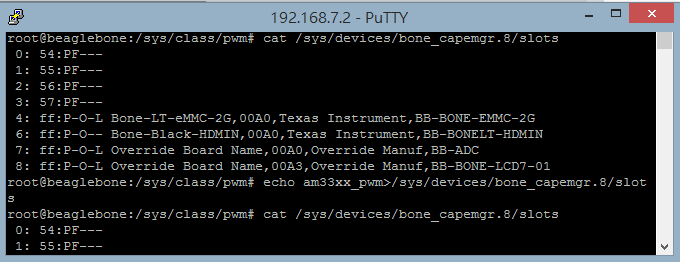 192.168.7.2 - PuTTY
root@beaglebone:/sys/class/pwm# cat /sys/devices/bone_capemgr.8/slots
 0: 54:PF---
 1: 55:PF---
 2: 56:PF---
 3: 57:PF---
 4: ff:P-O-L Bone-LT-eMMC-2G,00A0,Texas Instrument,BB-BONE-EMMC-2G
 6: ff:P-O-- Bone-Black-HDMIN,00A0,Texas Instrument,BB-BONELT-HDMIN
 7: ff:P-O-L Override Board Name,00A0,Override Manuf,BB-ADC
 8: ff:P-O-L Override Board Name,00A3,Override Manuf,BB-BONE-LCD7-01
root@beaglebone:/sys/class/pwm# echo am33xx_pwm>/sys/devices/bone_capemgr.8/slot
s
root@beaglebone:/sys/class/pwm# cat /sys/devices/bone_capemgr.8/slots
 0: 54:PF---
 1: 55:PF---